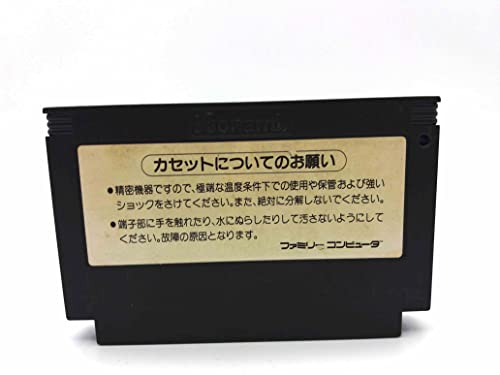 Konami
カセットについてのお願い
●精密機器ですので、極端な温度条件下での使用や保管および強い
ショックをさけてください。また、絶対に分解しないでください。
●端子部に手を触れたり、水にぬらしたりして汚さないようにして
ください。故障の原因となります。
ファミリーコンピュータ